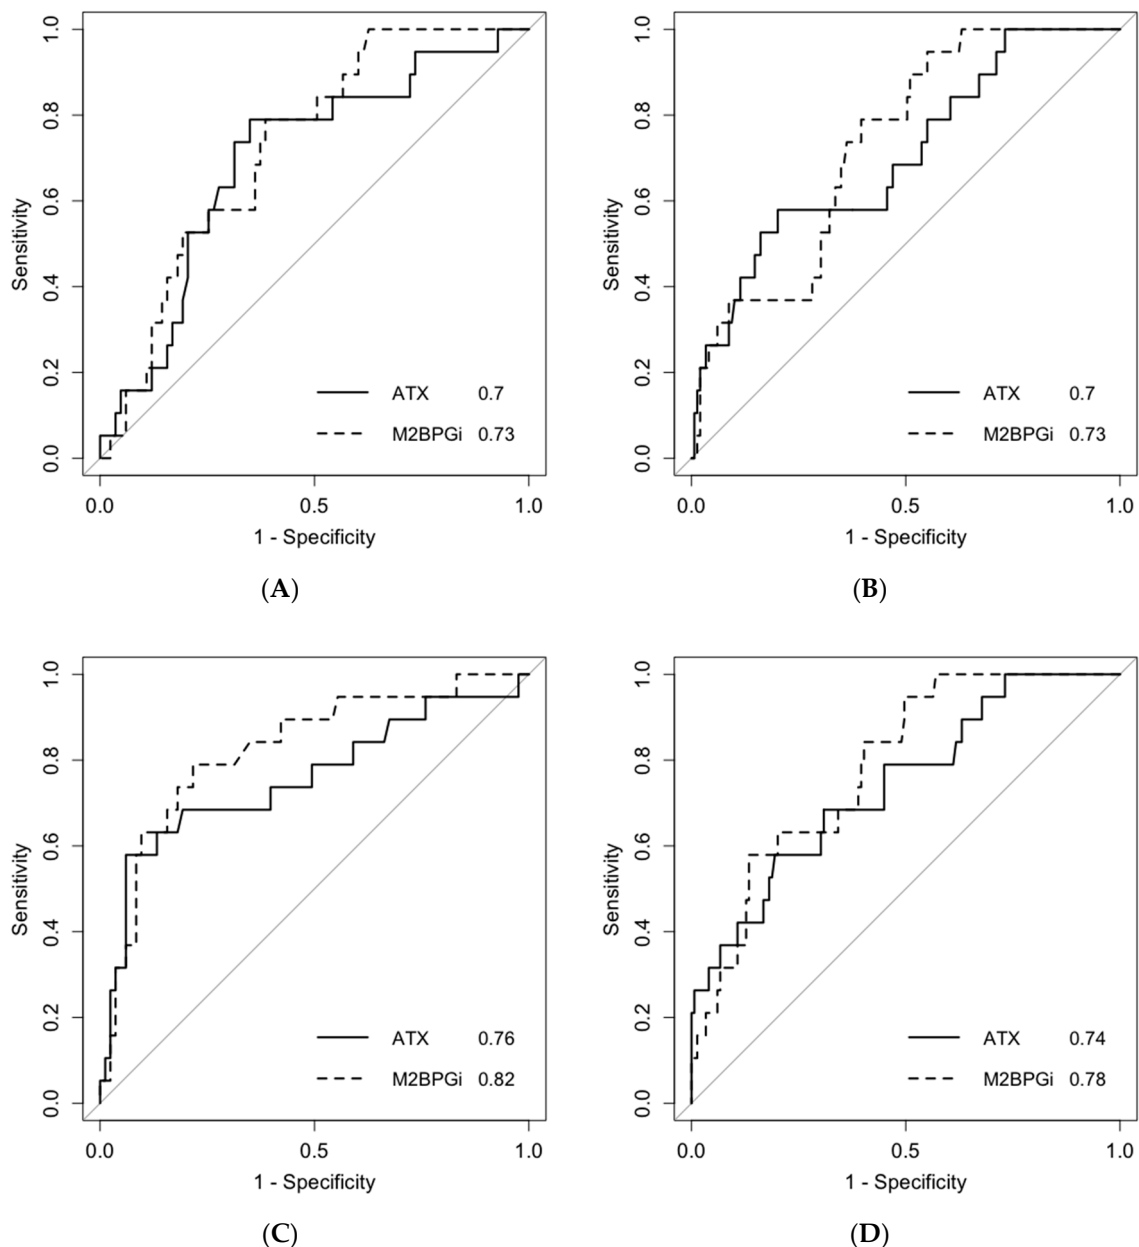 1.0
0.8
0.6
0.4
0.2
0.0
Sensitivity
ATX 0.7
M2BPGi 0.73
0.0 0.5 1.0
1 - Specificity
(A)
1.0
0.8
0.6
0.4
0.2
0.0
Sensitivity
ATX 0.7
M2BPGi 0.73
0.0 0.5 1.0
1 - Specificity
(B)
1.0
0.8
0.6
0.4
0.2
0.0
Sensitivity
ATX 0.76
M2BPGi 0.82
0.0 0.5 1.0
1 - Specificity
(C)
1.0
0.8
0.6
0.4
0.2
0.0
Sensitivity
ATX 0.74
M2BPGi 0.78
0.0 0.5 1.0
1 - Specificity
(D)